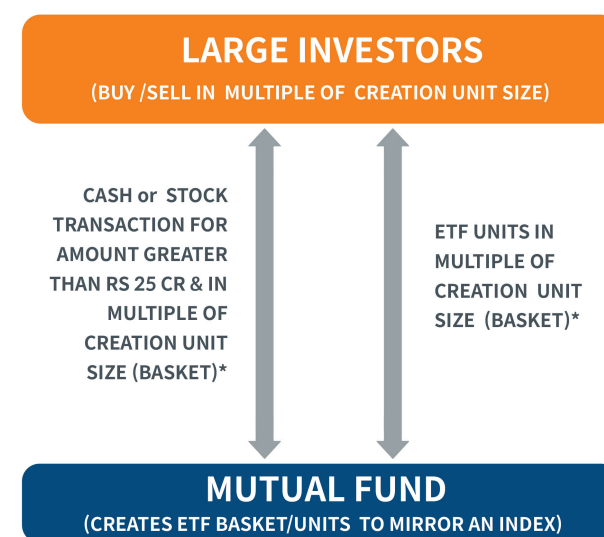 LARGE INVESTORS
(BUY /SELL IN MULTIPLE OF CREATION UNIT SIZE)
CASH or STOCK
TRANSACTION FOR
AMOUNT GREATER
THAN RS 25 CR & IN
MULTIPLE OF
CREATION UNIT
SIZE (BASKET)*
ETF UNITS IN
MULTIPLE OF
CREATION UNIT
SIZE (BASKET)*
MUTUAL FUND
(CREATES ETF BASKET/UNITS TO MIRROR AN INDEX)